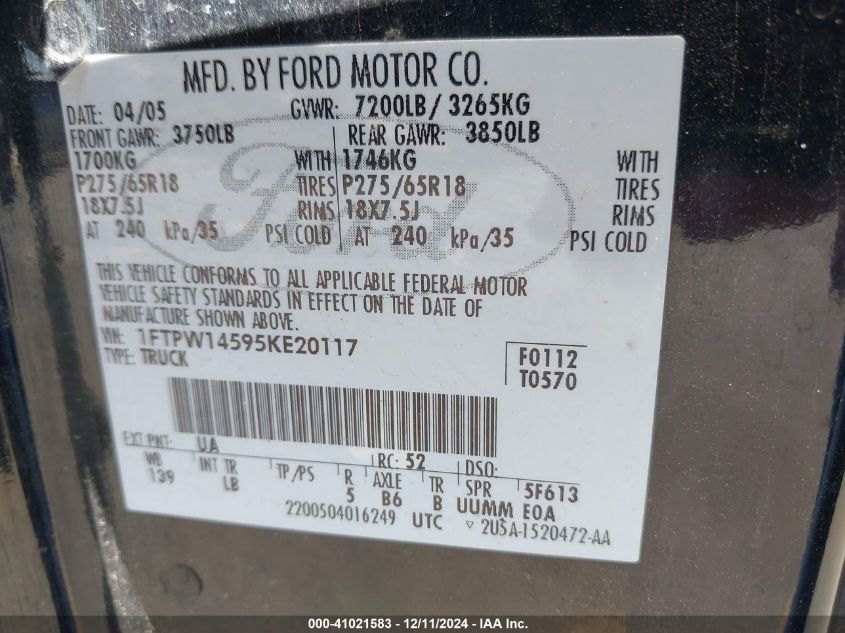 MFD. BY FORD MOTOR CO.
DATE: 04/05 GVWR: 7200LB/ 3265KG
FRONT GAWR: 3750LB REAR GAWR: 3850LB
1700KG WITH 1746KG WITH
P275/65R18 TIRES P275/65R18 TIRES
18X7.5J RIMS 18X7.5J RIMS
AT 240 kPa/35 PSI COLD AT 240 kPa/35 PSI COLD
Ford
THIS VEHICLE CONFORMS TO ALL APPLICABLE FEDERAL MOTOR
VEHICLE SAFETY STANDARDS IN EFFECT ON THE DATE OF
MANUFACTURE SHOWN ABOVE.
VIN: 1FTPW14595KE20117 F0112
TYPE: TRUCK T0570
EXT PNT: UA RC: 52 DSO:
WB INT TR TP/PS R AXLE TR SPR 5F613
139 LB 5 B6 B UUMM EOA
2200504016249 UTC ▽ 2U5A-1520472-AA
000-41021583 - 12/11/2024 - IAA Inc.